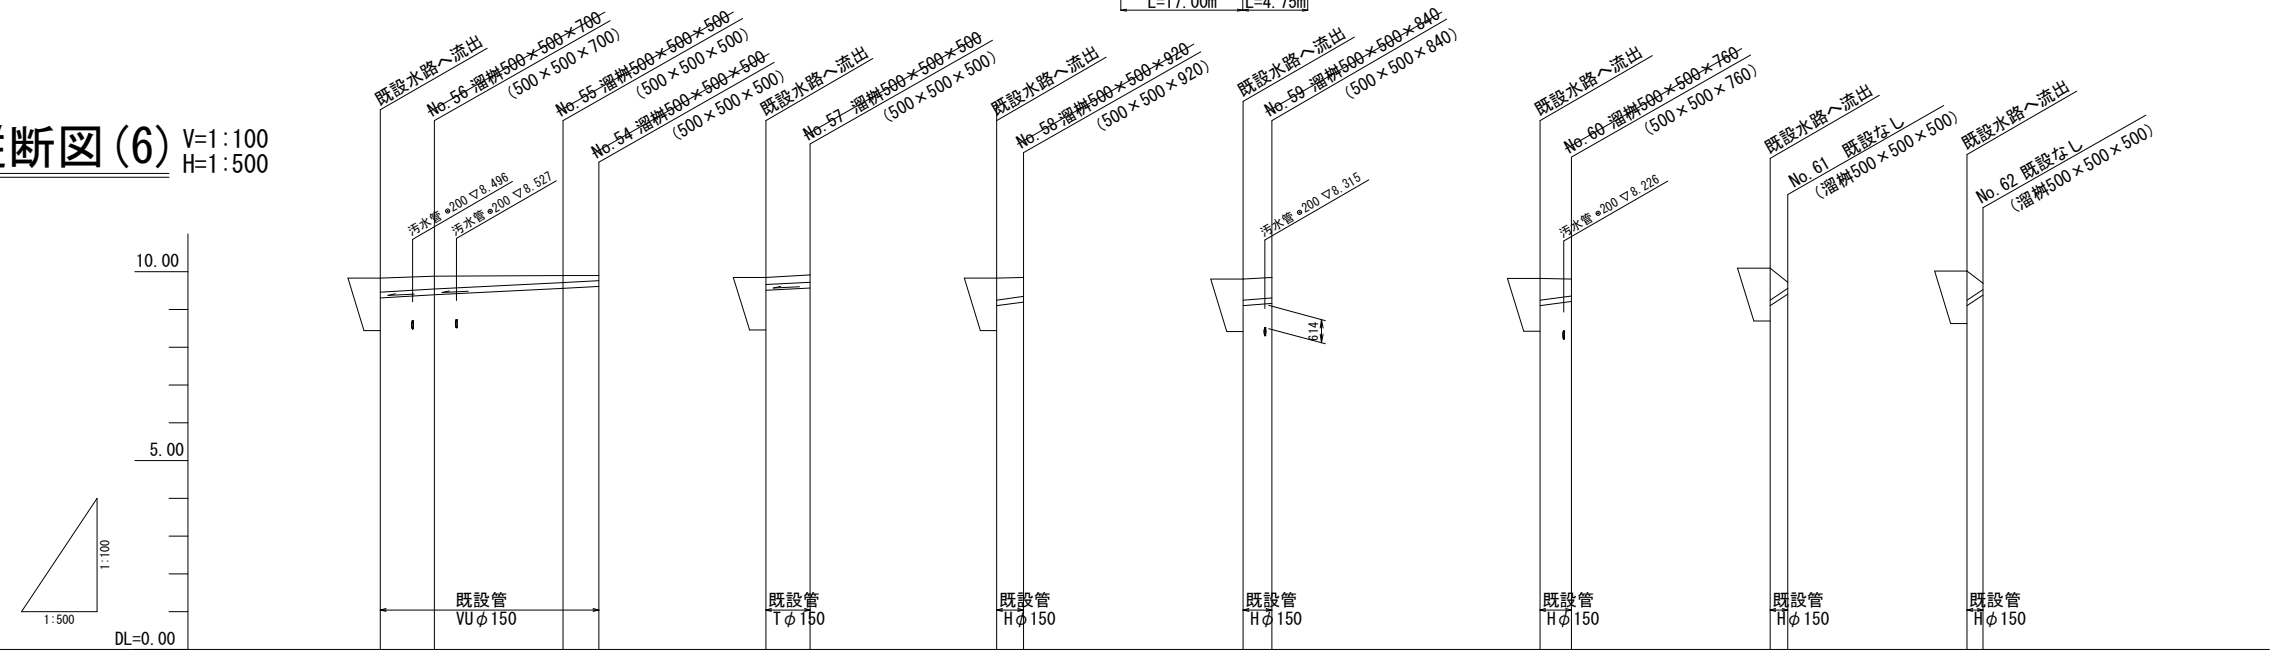 L=17.00m L=4.75m
縦断図(6) V=1:100
H=1:500
既設水路へ流出
No.56 溜桝500×500×700
(500×500×700)
No.55 溜桝500×500×500
(500×500×500)
No.54 溜桝500×500×500
(500×500×500)
既設水路へ流出
No.57 溜桝500×500×500
(500×500×500)
既設水路へ流出
No.58 溜桝500×500×920
(500×500×920)
既設水路へ流出
No.59 溜桝500×500×840
(500×500×840)
既設水路へ流出
No.60 溜桝500×500×760
(500×500×760)
既設水路へ流出
No.61 既設なし
(溜桝500×500×500)
既設水路へ流出
No.62 既設なし
(溜桝500×500×500)
汚水管 ⌀200 ▽8.496
汚水管 ⌀200 ▽8.527
汚水管 ⌀200 ▽8.315
汚水管 ⌀200 ▽8.226
10.00
5.00
614
1:100
1:500
DL=0.00
既設管
VUφ150
既設管
Tφ150
既設管
Hφ150
既設管
Hφ150
既設管
Hφ150
既設管
Hφ150
既設管
Hφ150